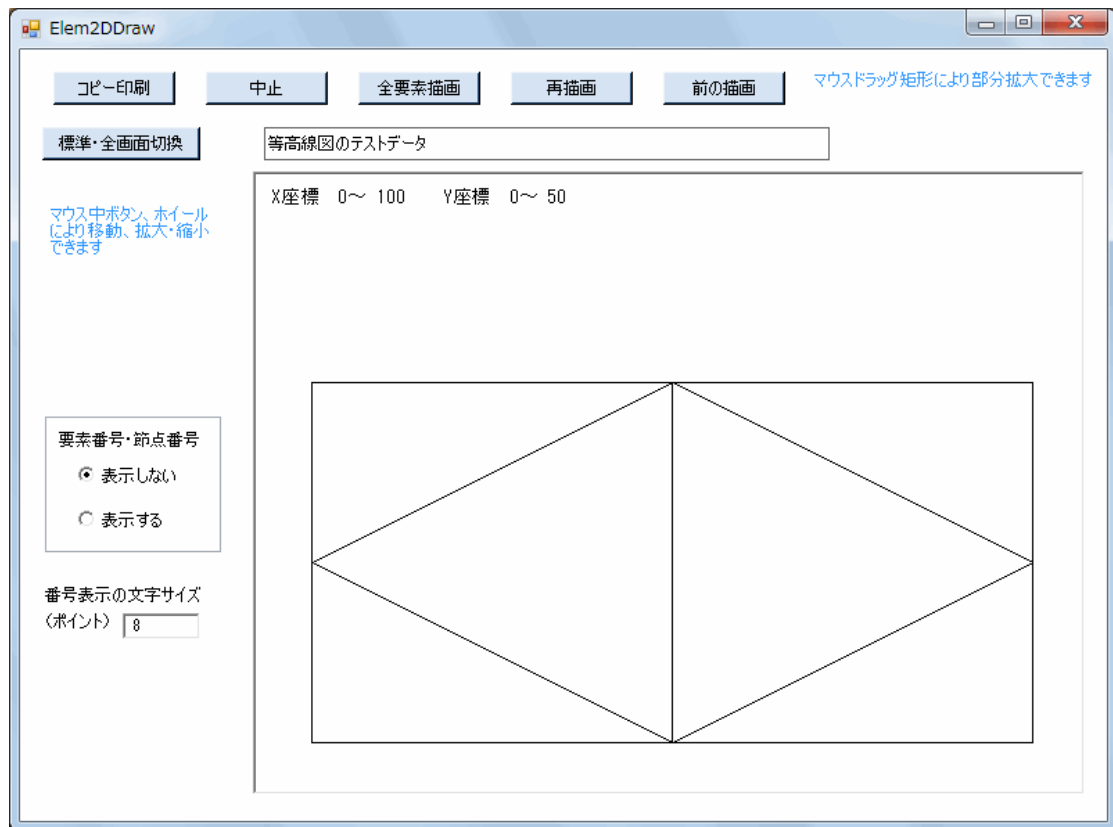 Elem2DDraw
コピー印刷 中止 全要素描画 再描画 前の描画 マウスドラッグ矩形により部分拡大できます
標準・全画面切換 等高線図のテストデータ
X座標 0～ 100 Y座標 0～ 50
マウス中ボタン、ホイール
により移動、拡大・縮小
できます
要素番号・節点番号
表示しない
表示する
番号表示の文字サイズ
(ポイント) 8